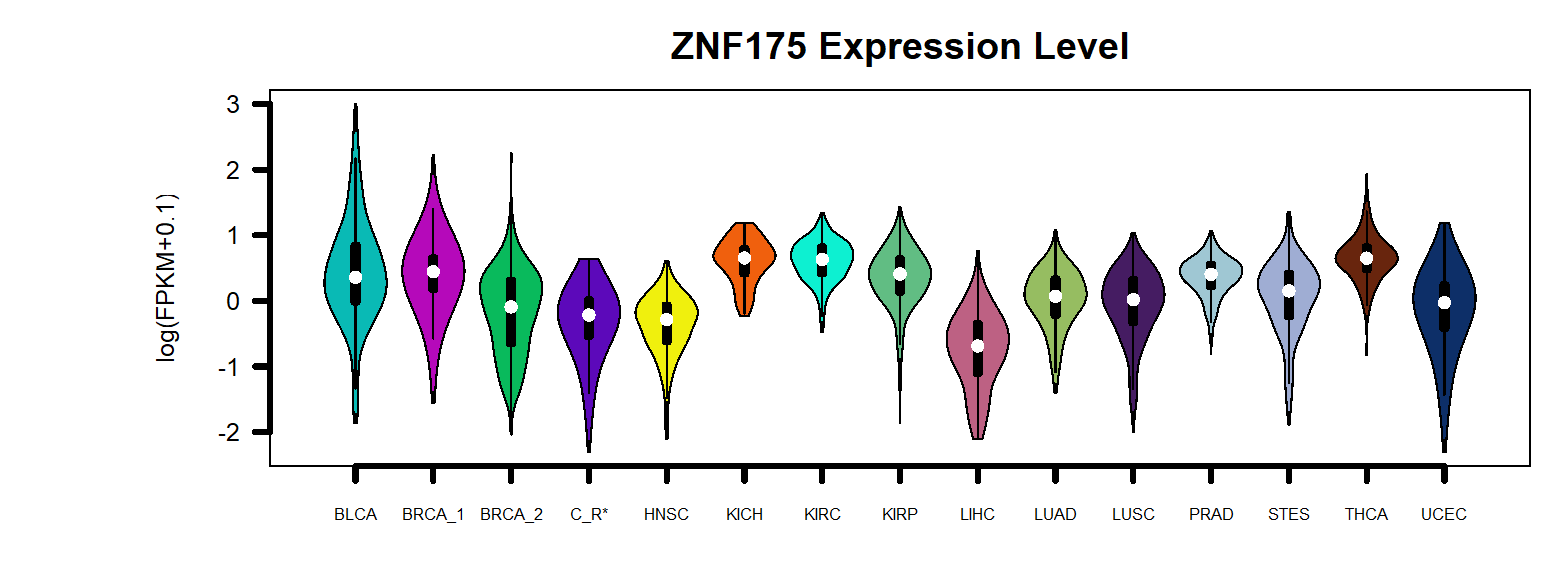 ZNF175 Expression Level
log(FPKM+0.1)
3
2
1
0
-1
-2
BLCA BRCA_1 BRCA_2 C_R* HNSC KICH KIRC KIRP LIHC LUAD LUSC PRAD STES THCA UCEC